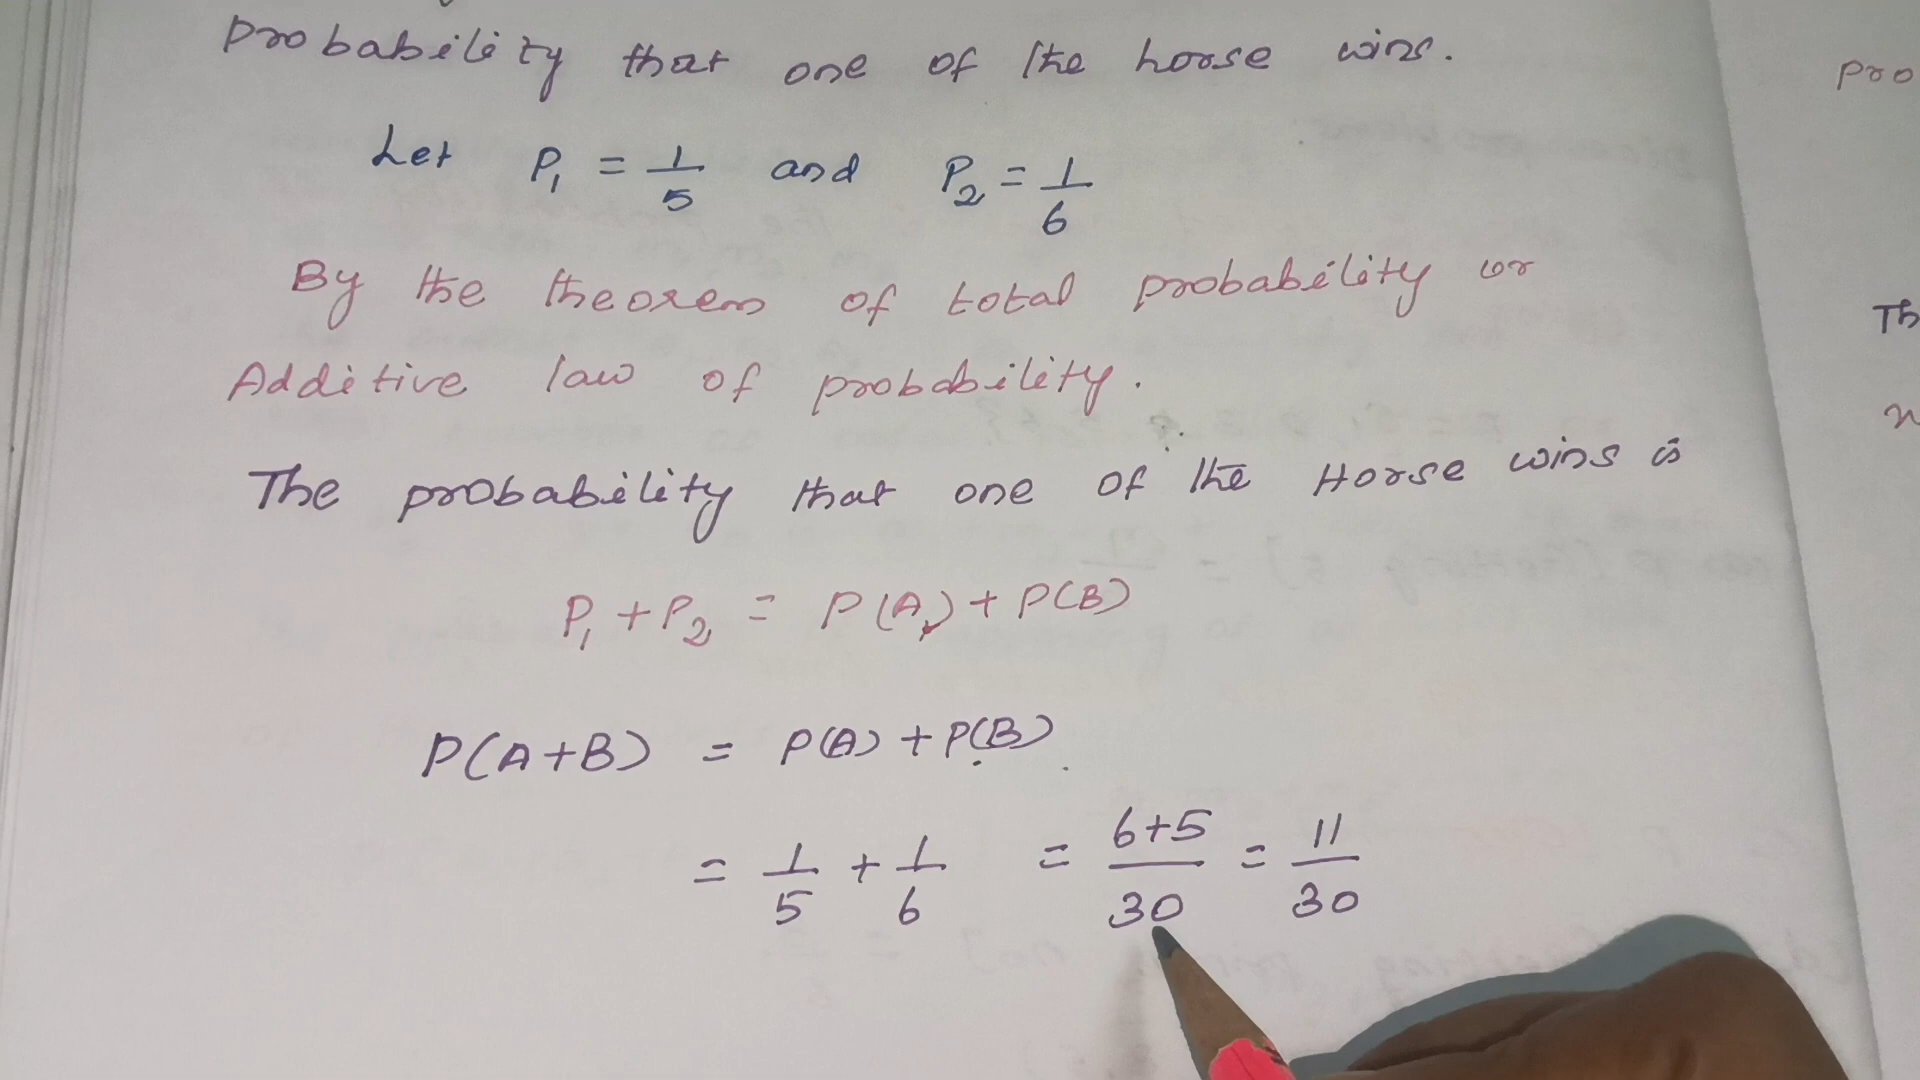 probability that one of the horse wins.
Let P₁ = 1/5 and P₂ = 1/6
By the theorem of total probability or
Additive law of probability.
The probability that one of the Horse wins is
P₁ + P₂ = P(A) + P(B)
P(A+B) = P(A) + P(B)
= 1/5 + 1/6 = 6+5/30 = 11/30
Pro
Th
n